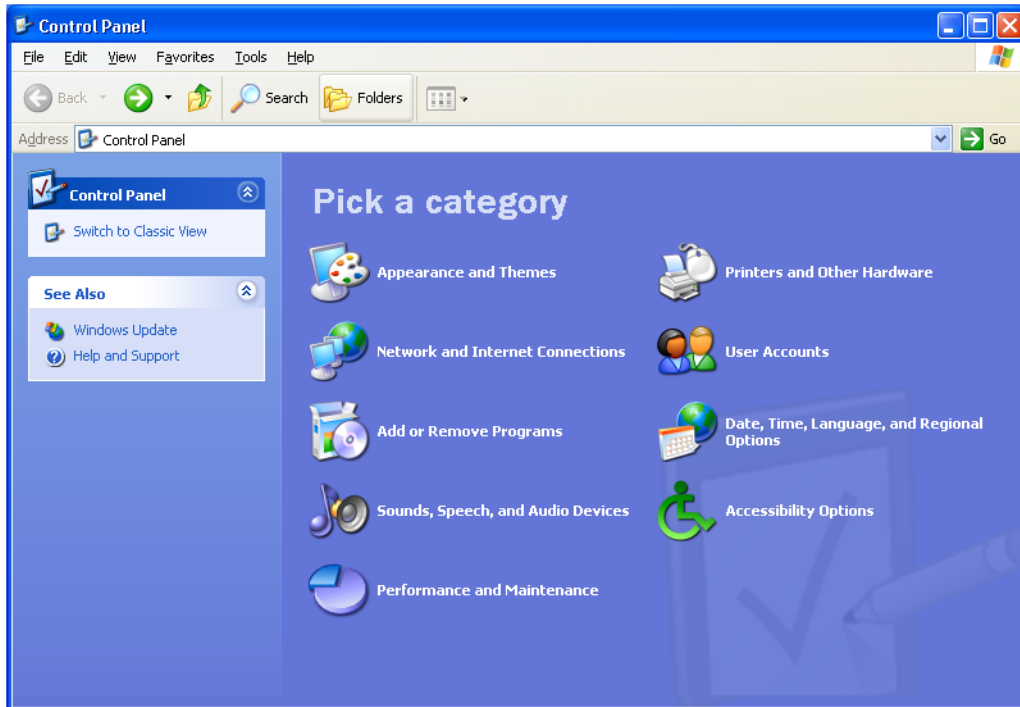 Control Panel
File Edit View Favorites Tools Help
Back Search Folders
Address Control Panel Go
Control Panel
Switch to Classic View
See Also
Windows Update
Help and Support
Pick a category
Appearance and Themes
Printers and Other Hardware
Network and Internet Connections
User Accounts
Add or Remove Programs
Date, Time, Language, and Regional
Options
Sounds, Speech, and Audio Devices
Accessibility Options
Performance and Maintenance